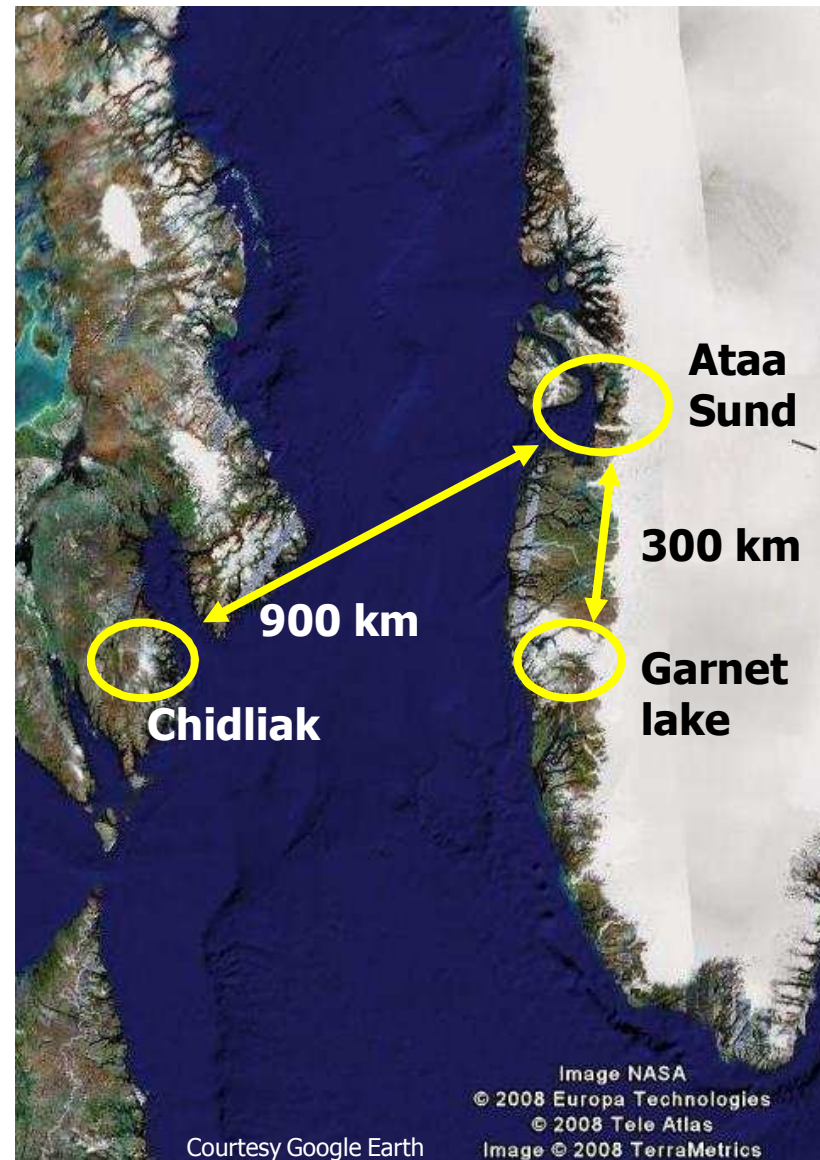 Ataa
Sund
300 km
900 km
Garnet
lake
Chidliak
Image NASA
© 2008 Europa Technologies
© 2008 Tele Atlas
Image © 2008 TerraMetrics
Courtesy Google Earth